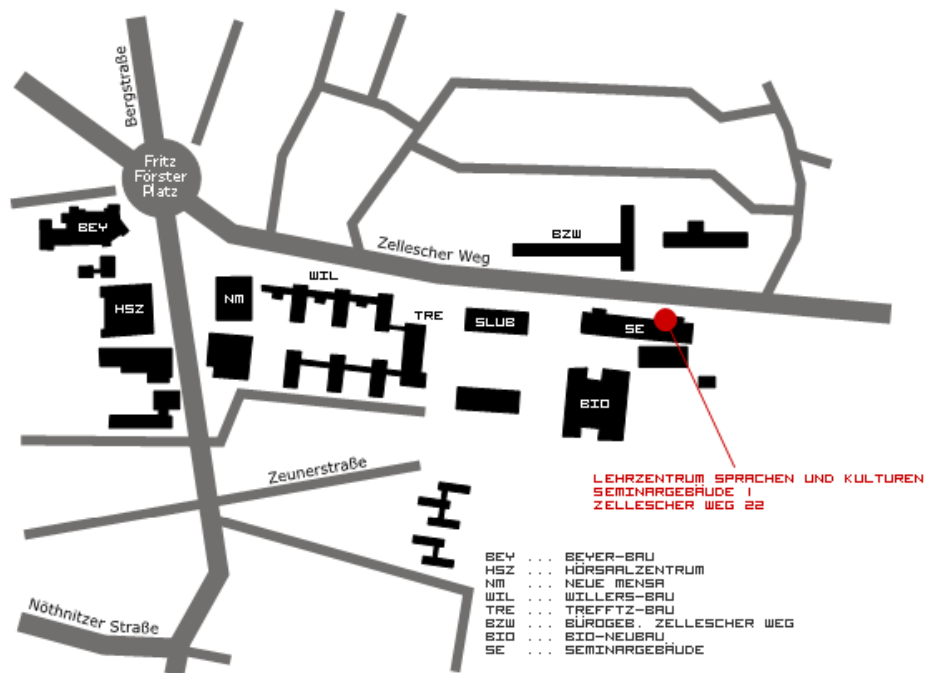 Bergstraße
Fritz
Förster
Platz
BEY
BZW
Zellescher Weg
WIL
NM
HSZ
TRE
SLUB
SE
BIO
Zeunerstraße
LEHRZENTRUM SPRACHEN UND KULTUREN
SEMINARGEBÄUDE I
ZELLESCHER WEG 22
BEY ... BEYER-BAU
HSZ ... HÖRSAALZENTRUM
NM ... NEUE MENSA
WIL ... WILLERS-BAU
TRE ... TREFFTZ-BAU
BZW ... BÜROGEB. ZELLESCHER WEG
BIO ... BIO-NEUBAU
SE ... SEMINARGEBÄUDE
Nöthnitzer Straße